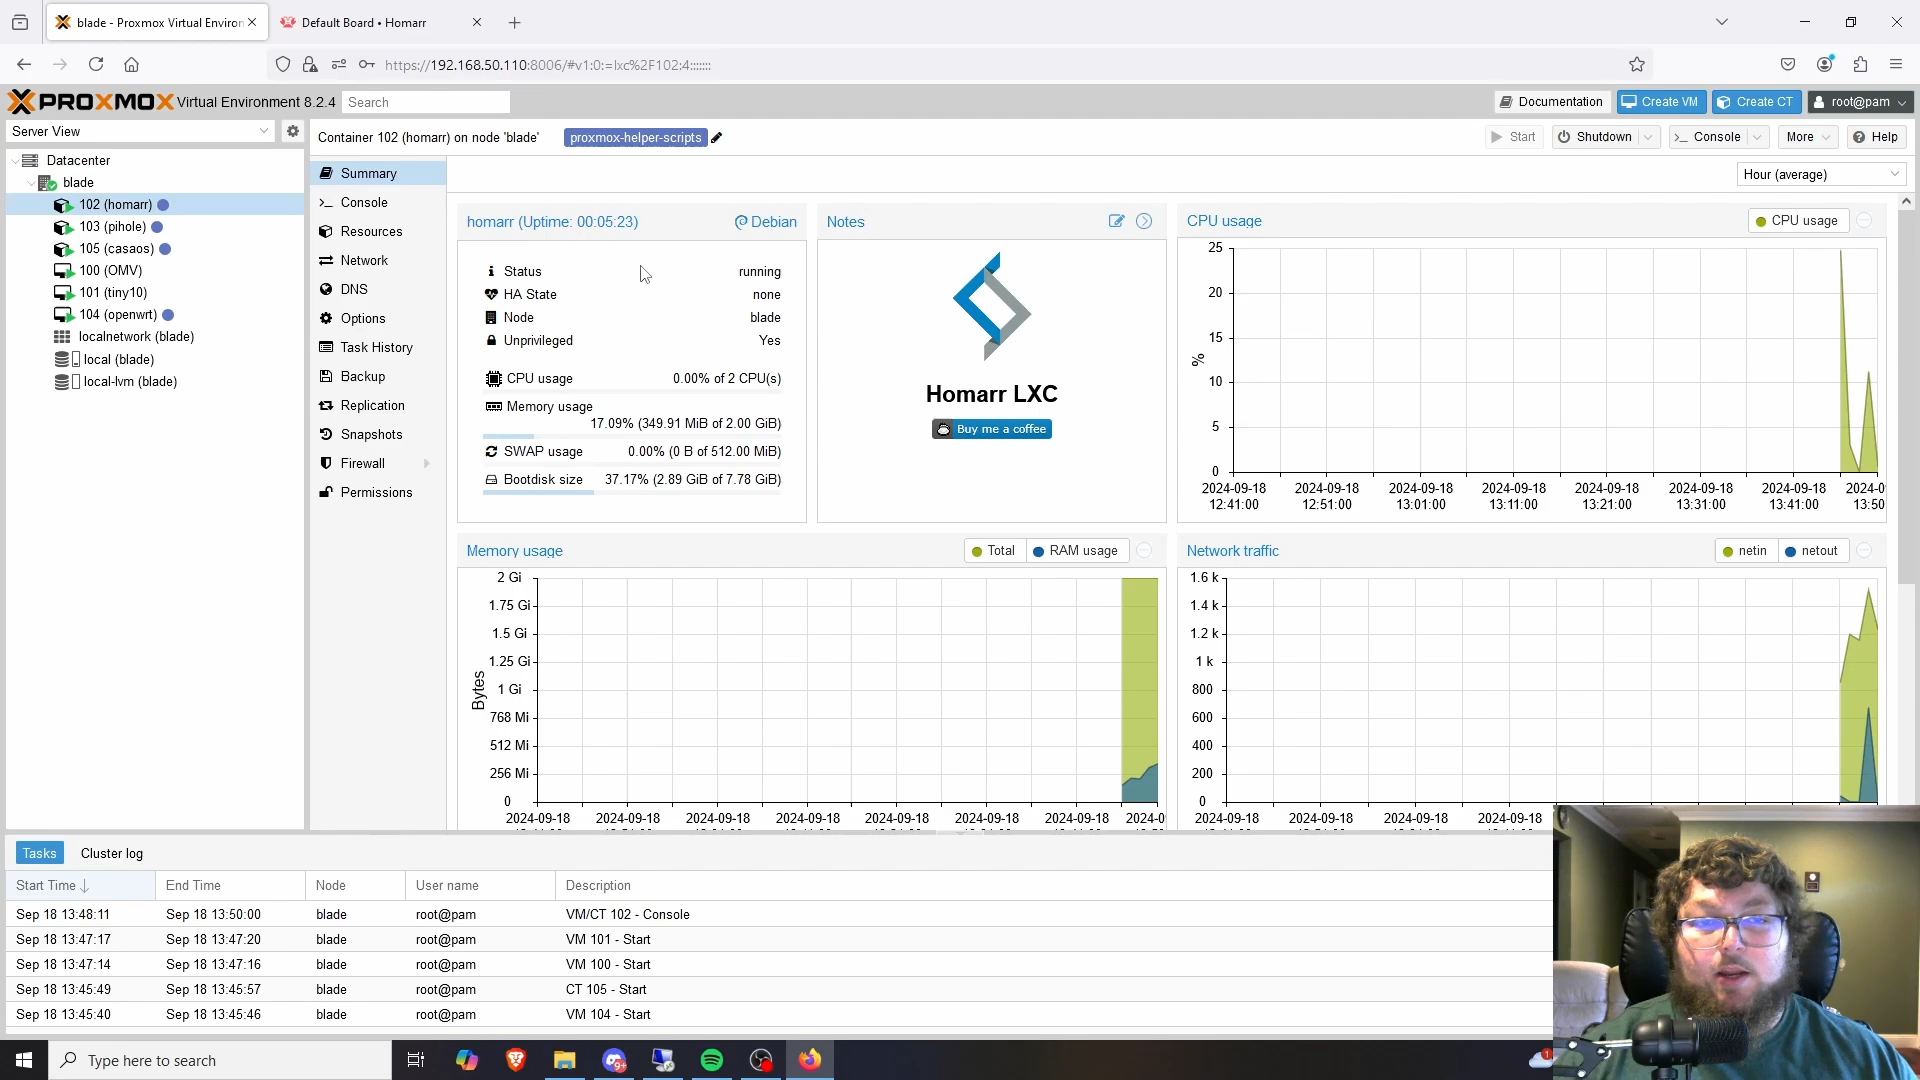 blade - Proxmox Virtual Environ
Default Board • Homarr
https://192.168.50.110:8006/#v1:0:=lxc%2F102:4:::::::
PROXMOX Virtual Environment 8.2.4
Search
Documentation
Create VM
Create CT
root@pam
Server View
Container 102 (homarr) on node 'blade'
proxmox-helper-scripts
Start
Shutdown
Console
More
Help
Datacenter
blade
102 (homarr)
103 (pihole)
105 (casaos)
100 (OMV)
101 (tiny10)
104 (openwrt)
localnetwork (blade)
local (blade)
local-lvm (blade)
Summary
Console
Resources
Network
DNS
Options
Task History
Backup
Replication
Snapshots
Firewall
Permissions
Hour (average)
homarr (Uptime: 00:05:23)
Debian
Status running
HA State none
Node blade
Unprivileged Yes
CPU usage 0.00% of 2 CPU(s)
Memory usage
17.09% (349.91 MiB of 2.00 GiB)
SWAP usage 0.00% (0 B of 512.00 MiB)
Bootdisk size 37.17% (2.89 GiB of 7.78 GiB)
Notes
Homarr LXC
Buy me a coffee
CPU usage
CPU usage
25
20
15
10
5
0
%
2024-09-18 12:41:00
2024-09-18 12:51:00
2024-09-18 13:01:00
2024-09-18 13:11:00
2024-09-18 13:21:00
2024-09-18 13:31:00
2024-09-18 13:41:00
2024-0 13:50
Memory usage
Total
RAM usage
2 Gi
1.75 Gi
1.5 Gi
1.25 Gi
1 Gi
768 Mi
512 Mi
256 Mi
0
Bytes
2024-09-18
2024-09-18
2024-09-18
2024-09-18
2024-09-18
2024-09-18
2024-09-18
2024-0
Network traffic
netin
netout
1.6 k
1.4 k
1.2 k
1 k
800
600
400
200
0
2024-09-18
2024-09-18
2024-09-18
2024-09-18
Tasks
Cluster log
Start Time End Time Node User name Description
Sep 18 13:48:11 Sep 18 13:50:00 blade root@pam VM/CT 102 - Console
Sep 18 13:47:17 Sep 18 13:47:20 blade root@pam VM 101 - Start
Sep 18 13:47:14 Sep 18 13:47:16 blade root@pam VM 100 - Start
Sep 18 13:45:49 Sep 18 13:45:57 blade root@pam CT 105 - Start
Sep 18 13:45:40 Sep 18 13:45:46 blade root@pam VM 104 - Start
Type here to search